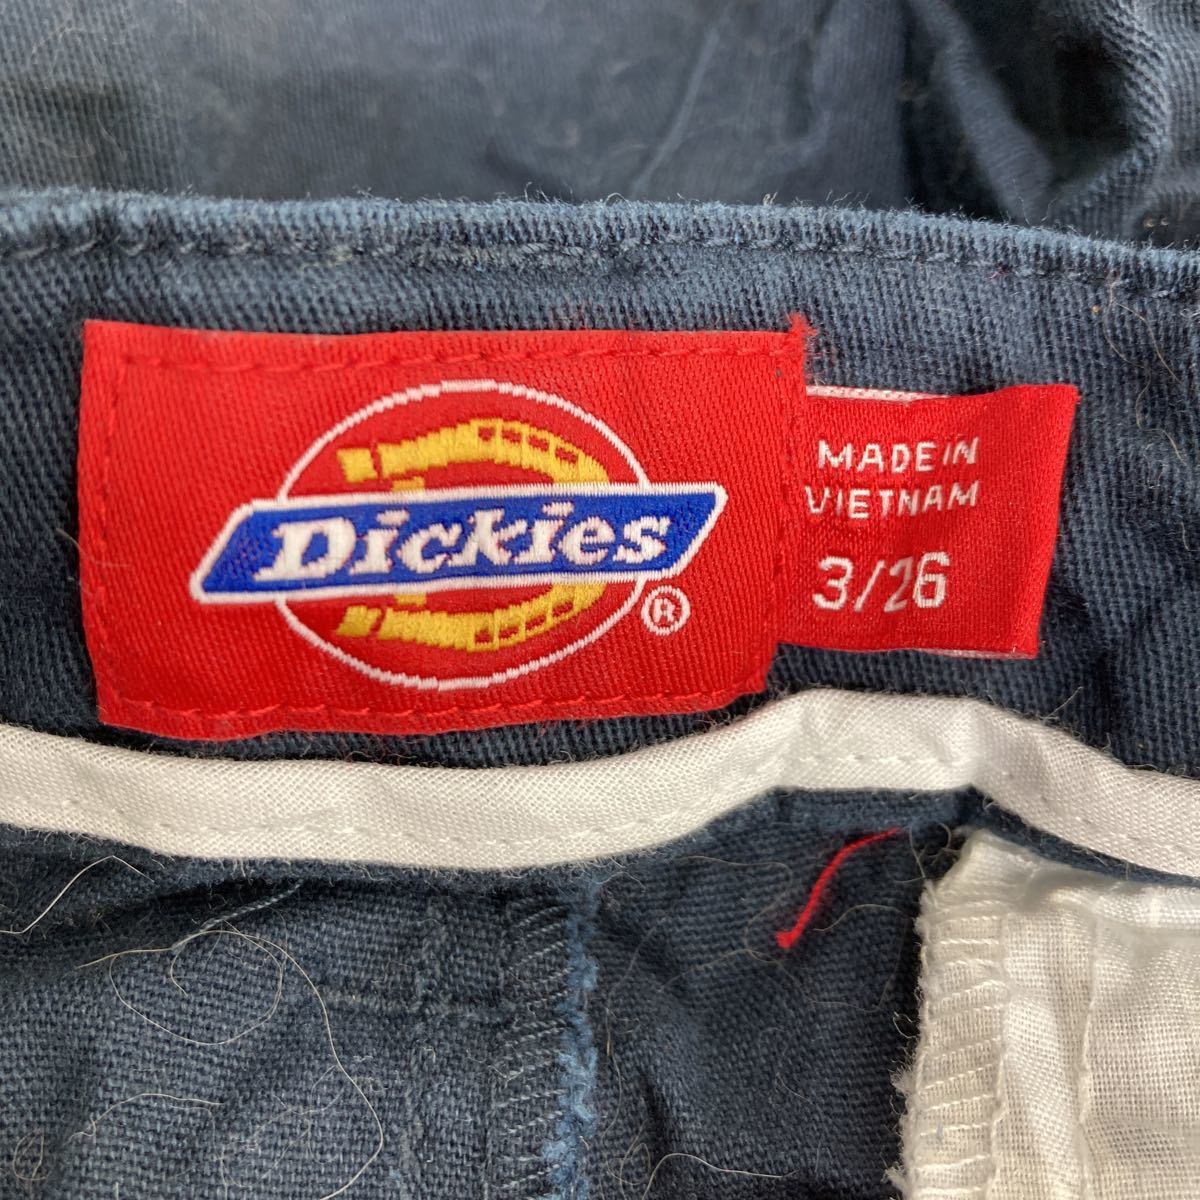 Dickies
®
MADE IN
VIETNAM
3/26